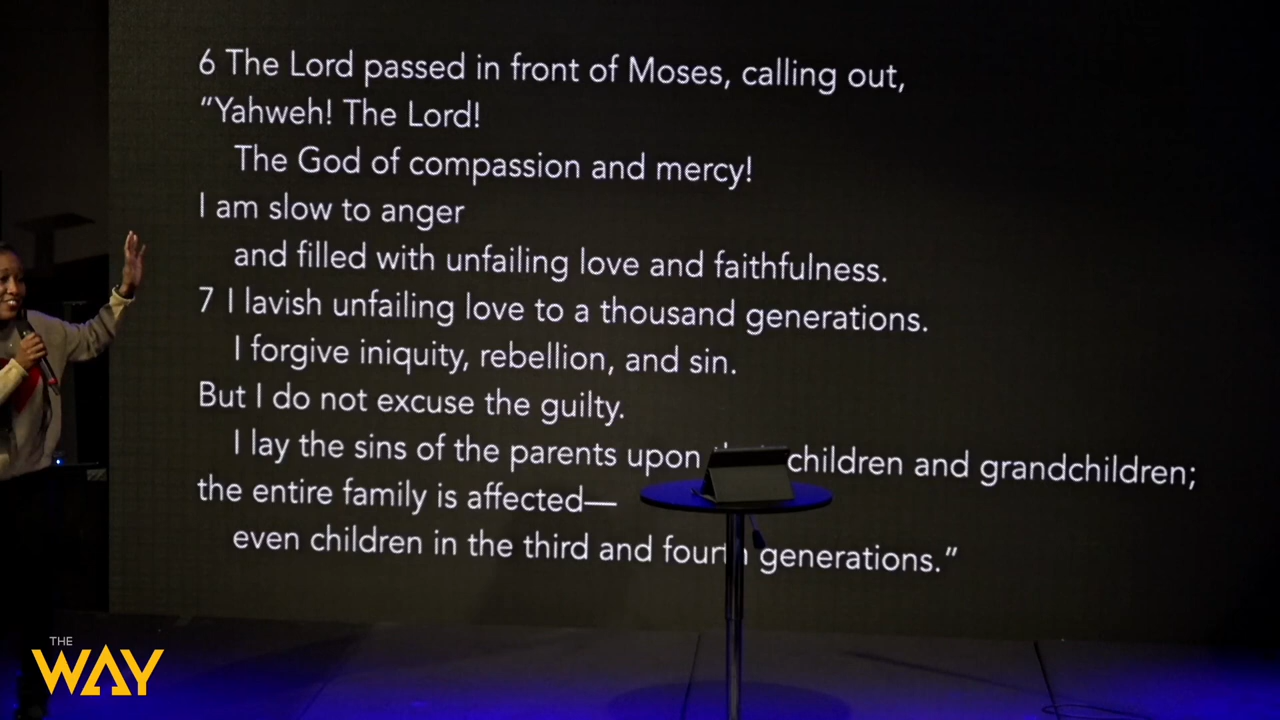 6 The Lord passed in front of Moses, calling out,
“Yahweh! The Lord!
The God of compassion and mercy!
I am slow to anger
and filled with unfailing love and faithfulness.
7 I lavish unfailing love to a thousand generations.
I forgive iniquity, rebellion, and sin.
But I do not excuse the guilty.
I lay the sins of the parents upon children and grandchildren;
the entire family is affected—
even children in the third and fourth generations.”
THE
WAY